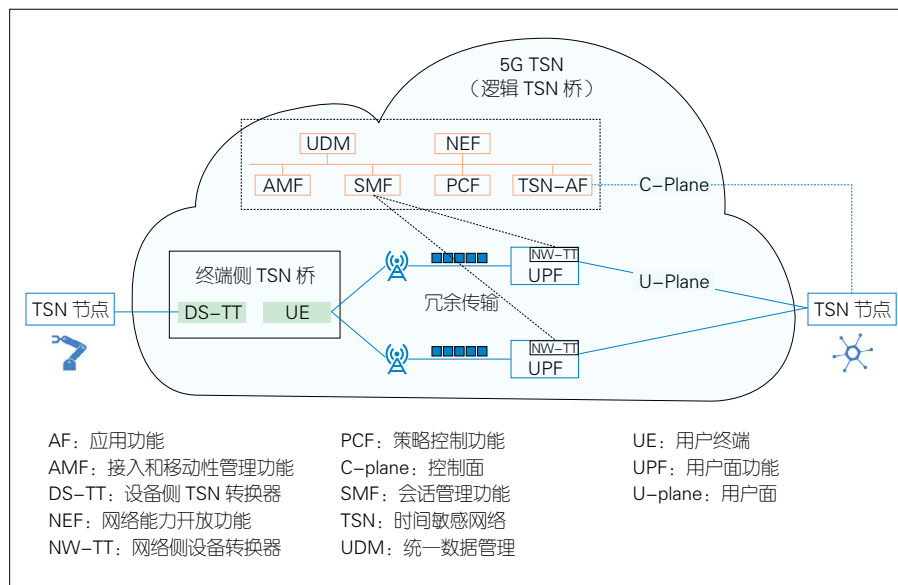 5G TSN
（逻辑 TSN 桥）
UDM
NEF
AMF
SMF
PCF
TSN-AF
C-Plane
终端侧 TSN 桥
NW-TT
UPF
U-Plane
TSN 节点
DS-TT
UE
冗余传输
TSN 节点
NW-TT
UPF
AF：应用功能
AMF：接入和移动性管理功能
DS-TT：设备侧 TSN 转换器
NEF：网络能力开放功能
NW-TT：网络侧设备转换器
PCF：策略控制功能
C-plane：控制面
SMF：会话管理功能
TSN：时间敏感网络
UDM：统一数据管理
UE：用户终端
UPF：用户面功能
U-plane：用户面